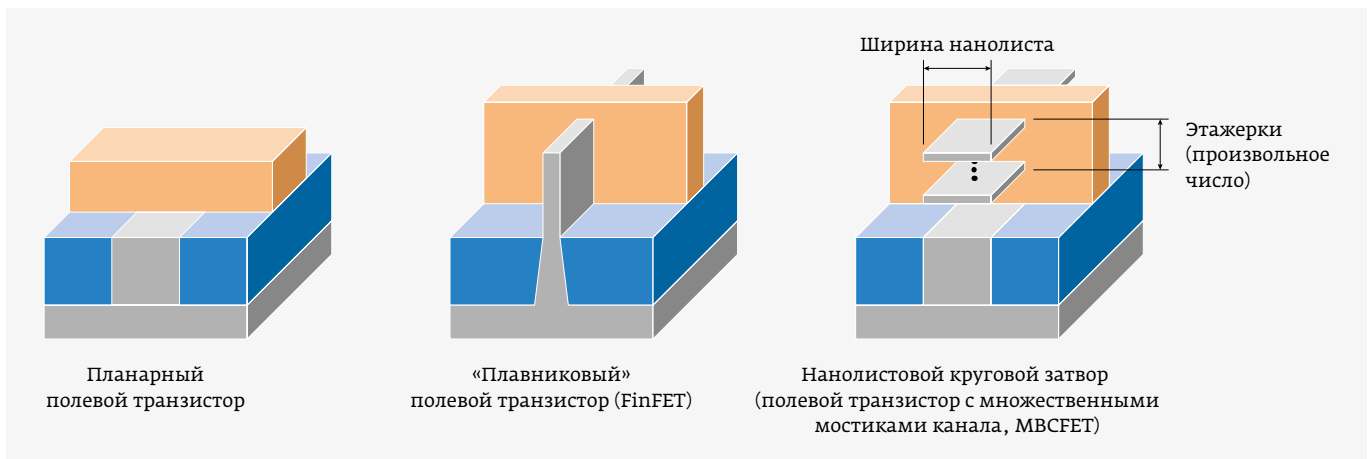 Ширина нанолиста
Этажерки
(произвольное
число)
Планарный
полевой транзистор
«Плавниковый»
полевой транзистор (FinFET)
Нанолистовой круговой затвор
(полевой транзистор с множественными
мостиками канала, MBCFET)